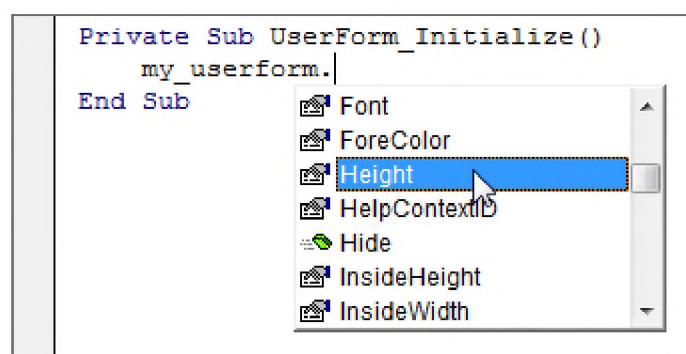 Private Sub UserForm_Initialize()
my_userform.
End Sub
Font
ForeColor
Height
HelpContextID
Hide
InsideHeight
InsideWidth